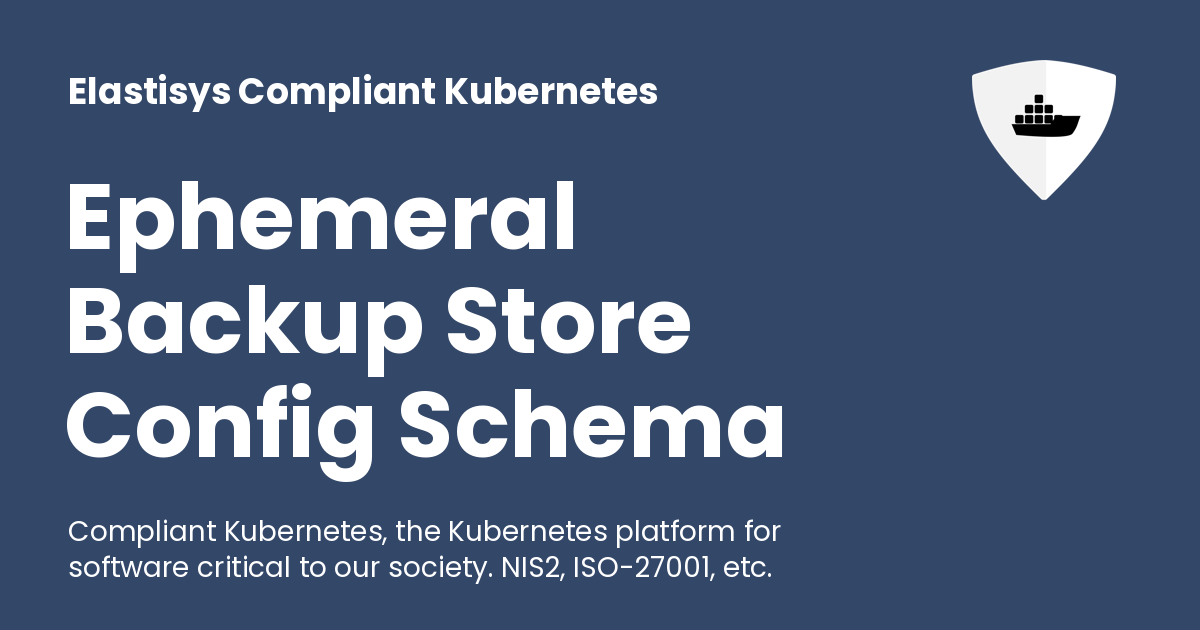 Elastisys Compliant Kubernetes
Ephemeral
Backup Store
Config Schema
Compliant Kubernetes, the Kubernetes platform for
software critical to our society. NIS2, ISO-27001, etc.